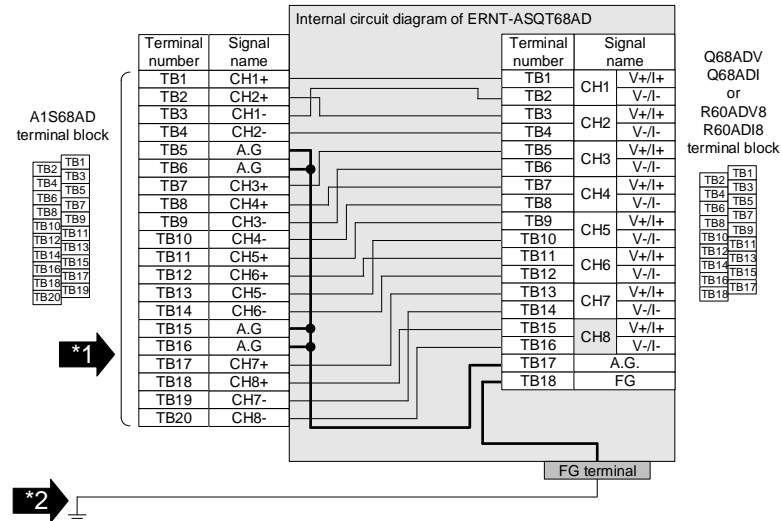 Internal circuit diagram of ERNT-ASQT68AD
A1S68AD
terminal block
TB1
TB2
TB3
TB4
TB5
TB6
TB7
TB8
TB9
TB10
TB11
TB12
TB13
TB14
TB15
TB16
TB17
TB18
TB19
TB20
Terminal number Signal name
TB1 CH1+
TB2 CH2+
TB3 CH1-
TB4 CH2-
TB5 A.G
TB6 A.G
TB7 CH3+
TB8 CH4+
TB9 CH3-
TB10 CH4-
TB11 CH5+
TB12 CH6+
TB13 CH5-
TB14 CH6-
TB15 A.G
TB16 A.G
TB17 CH7+
TB18 CH8+
TB19 CH7-
TB20 CH8-
Terminal number Signal name
TB1 CH1 V+/I+
TB2 V-/I-
TB3 CH2 V+/I+
TB4 V-/I-
TB5 CH3 V+/I+
TB6 V-/I-
TB7 CH4 V+/I+
TB8 V-/I-
TB9 CH5 V+/I+
TB10 V-/I-
TB11 CH6 V+/I+
TB12 V-/I-
TB13 CH7 V+/I+
TB14 V-/I-
TB15 CH8 V+/I+
TB16 V-/I-
TB17 A.G.
TB18 FG
Q68ADV
Q68ADI
or
R60ADV8
R60ADI8
terminal block
TB1
TB2
TB3
TB4
TB5
TB6
TB7
TB8
TB9
TB10
TB11
TB12
TB13
TB14
TB15
TB16
TB17
TB18
*1
FG terminal
*2